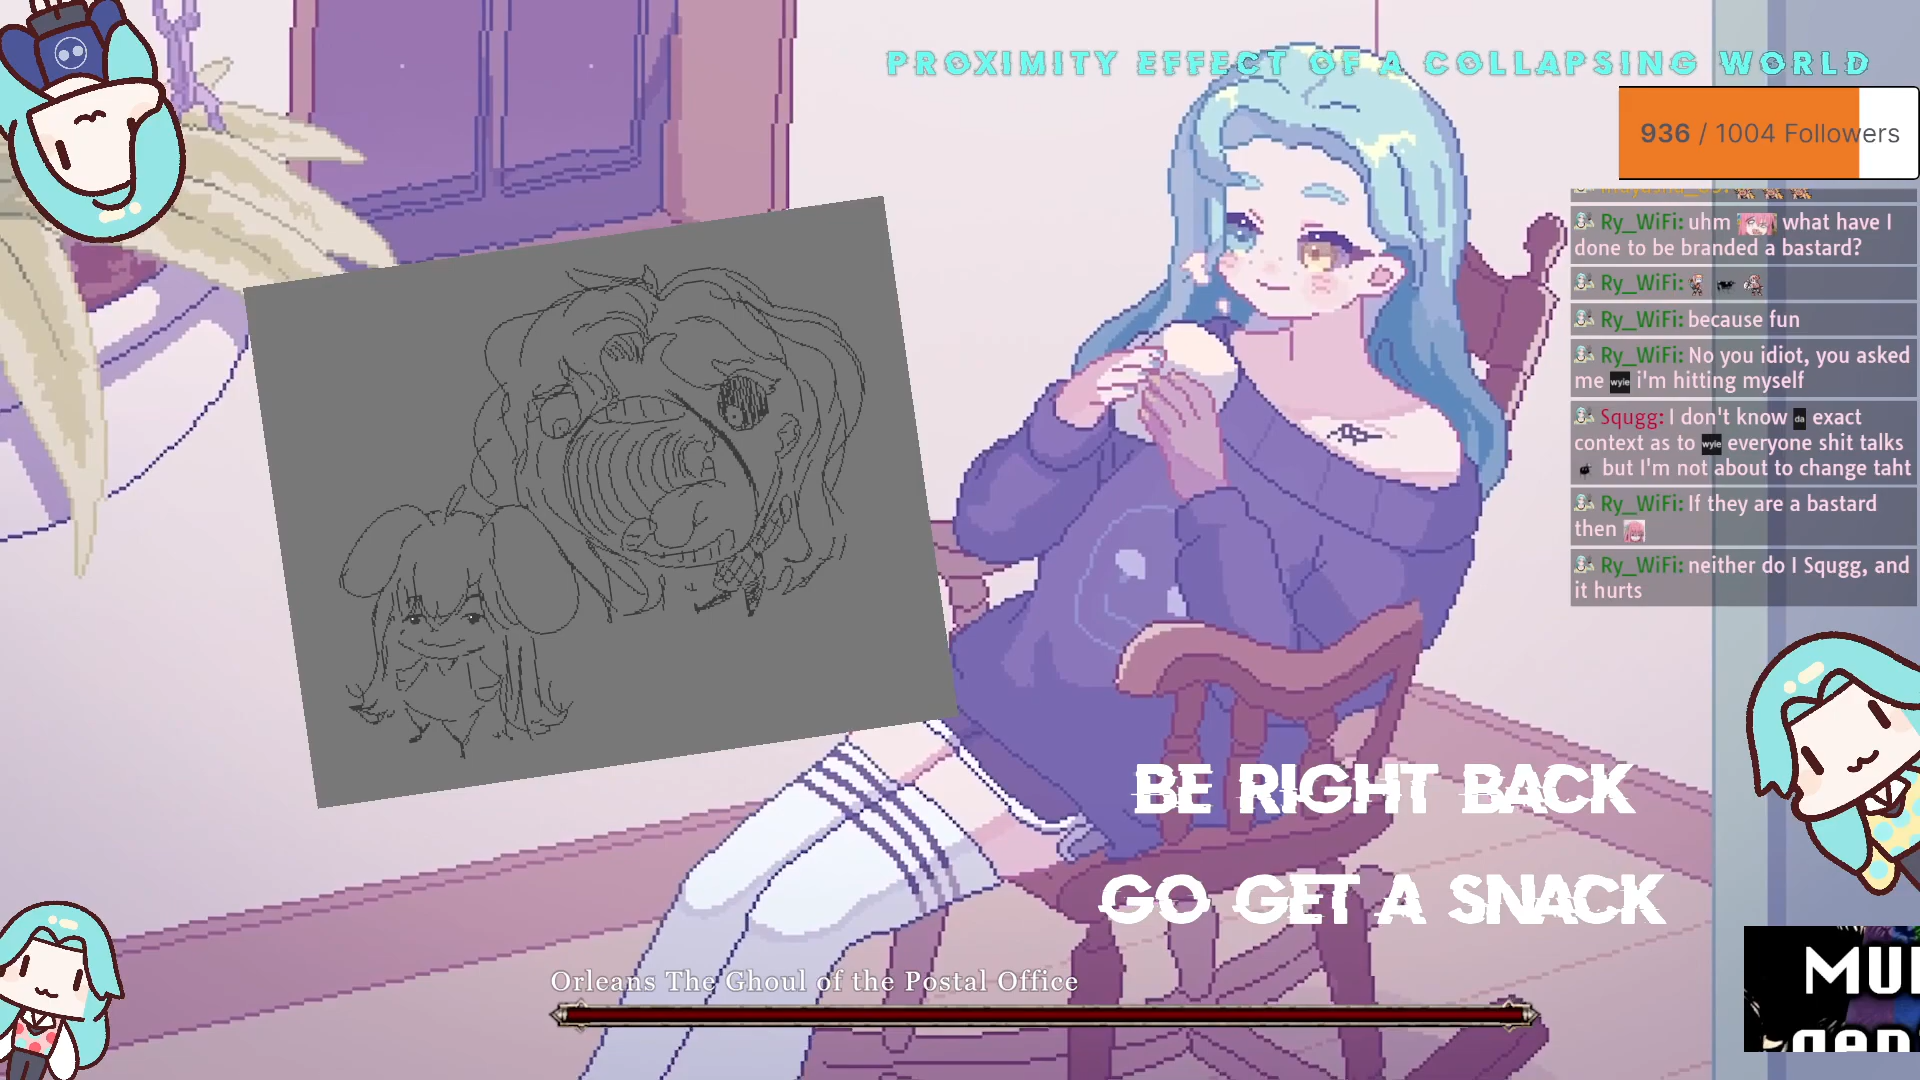 PROXIMITY EFFECT OF A COLLAPSING WORLD
936 / 1004 Followers
Ry_WiFi: uhm what have I
done to be branded a bastard?
Ry_WiFi:
Ry_WiFi: because fun
Ry_WiFi: No you idiot, you asked
me wyie i'm hitting myself
Squgg: I don't know da exact
context as to wyie everyone shit talks
but I'm not about to change taht
Ry_WiFi: If they are a bastard
then
Ry_WiFi: neither do I Squgg, and
it hurts
BE RIGHT BACK
GO GET A SNACK
Orleans The Ghoul of the Postal Office